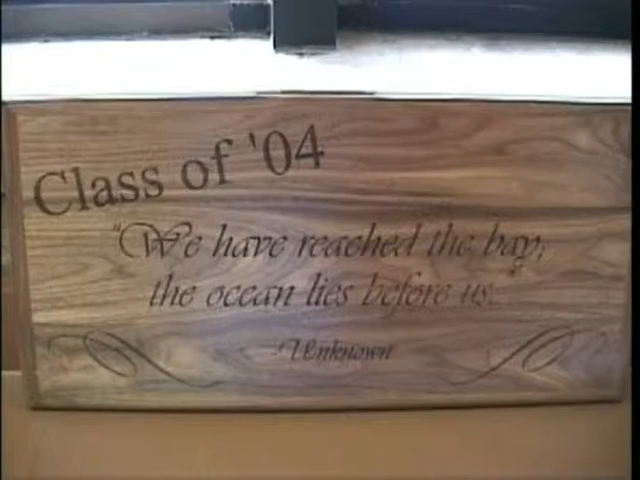 Class of '04
"We have reached the bay;
the ocean lies before us."
-Unknown